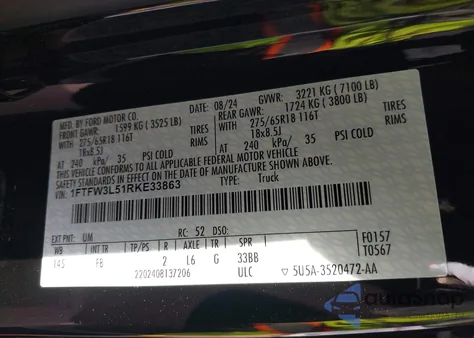 MFD. BY FORD MOTOR CO.
DATE: 08/24 GVWR: 3221 KG (7100 LB)
FRONT GAWR: 1599 KG (3525 LB) REAR GAWR: 1724 KG (3800 LB)
WITH 275/65R18 116T TIRES WITH 275/65R18 116T TIRES
18x8.5J RIMS 18x8.5J RIMS
AT 240 kPa/ 35 PSI COLD AT 240 kPa/ 35 PSI COLD
THIS VEHICLE CONFORMS TO ALL APPLICABLE FEDERAL MOTOR VEHICLE
SAFETY STANDARDS IN EFFECT ON THE DATE OF MANUFACTURE SHOWN ABOVE.
VIN: 1FTFW3L51RKE33863
TYPE: Truck
EXT PNT: UM RC: 52 DSO: F0157
WB TP/PS R AXLE TR SPR T0567
145 FB 2 L6 G 33BB
2202408137206 ULC ▽ 5U5A-3520472-AA
autosnap